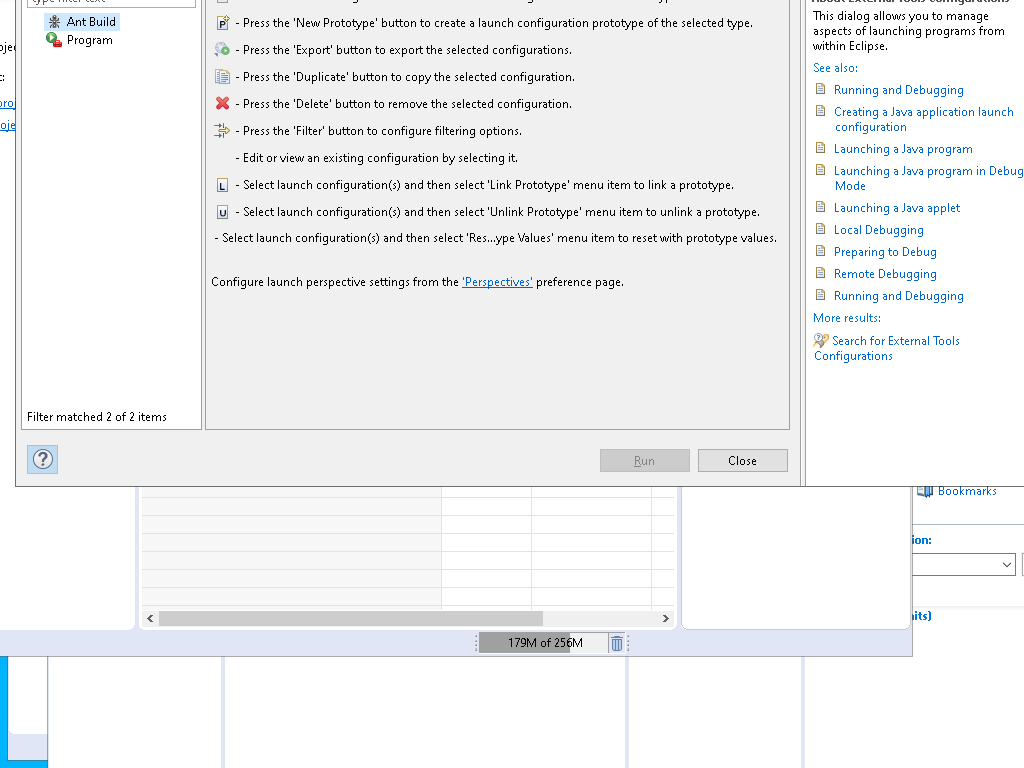 Ant Build
Program
Filter matched 2 of 2 items
- Press the 'New Prototype' button to create a launch configuration prototype of the selected type.
- Press the 'Export' button to export the selected configurations.
- Press the 'Duplicate' button to copy the selected configuration.
- Press the 'Delete' button to remove the selected configuration.
- Press the 'Filter' button to configure filtering options.
- Edit or view an existing configuration by selecting it.
L - Select launch configuration(s) and then select 'Link Prototype' menu item to link a prototype.
U - Select launch configuration(s) and then select 'Unlink Prototype' menu item to unlink a prototype.
- Select launch configuration(s) and then select 'Res...ype Values' menu item to reset with prototype values.
Configure launch perspective settings from the 'Perspectives' preference page.
Run
Close
This dialog allows you to manage
aspects of launching programs from
within Eclipse.
See also:
Running and Debugging
Creating a Java application launch
configuration
Launching a Java program
Launching a Java program in Debug
Mode
Launching a Java applet
Local Debugging
Preparing to Debug
Remote Debugging
Running and Debugging
More results:
Search for External Tools
Configurations
Bookmarks
ion:
179M of 256M